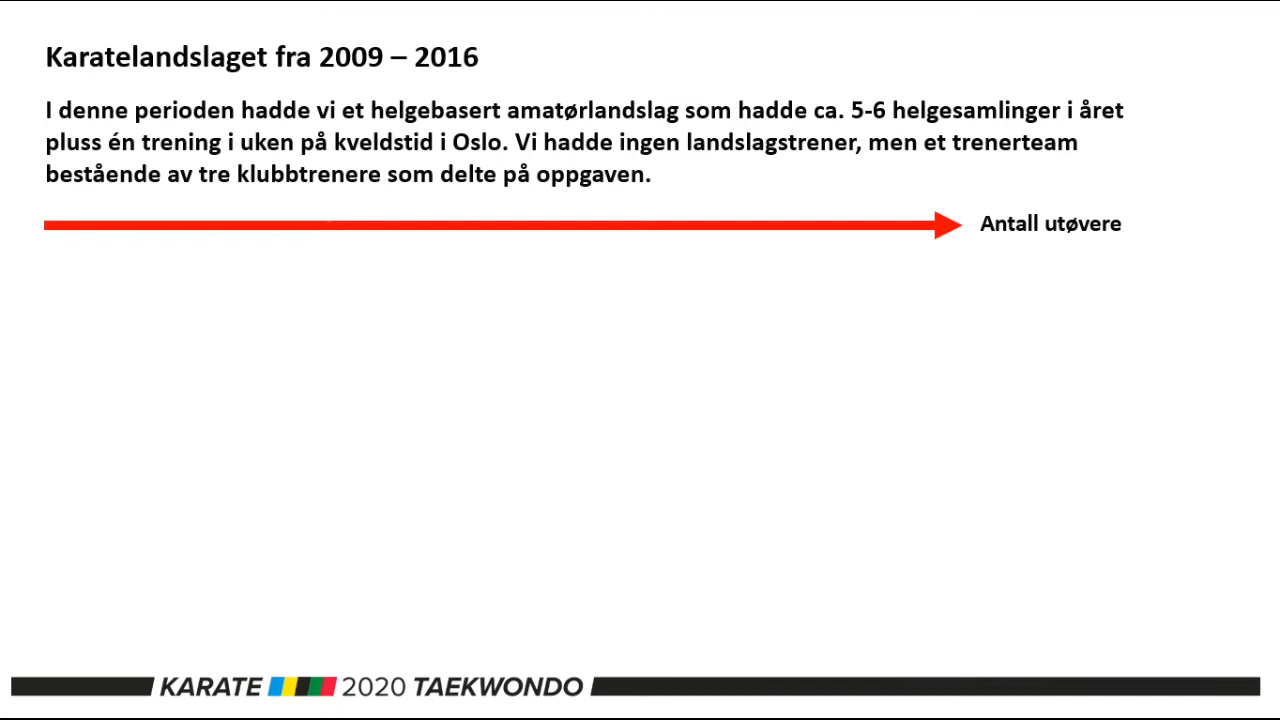 Karatelandslaget fra 2009 – 2016
I denne perioden hadde vi et helgebasert amatørlandslag som hadde ca. 5-6 helgesamlinger i året
pluss én trening i uken på kveldstid i Oslo. Vi hadde ingen landslagstrener, men et trenerteam
bestående av tre klubbtrenere som delte på oppgaven.
Antall utøvere
KARATE 2020 TAEKWONDO